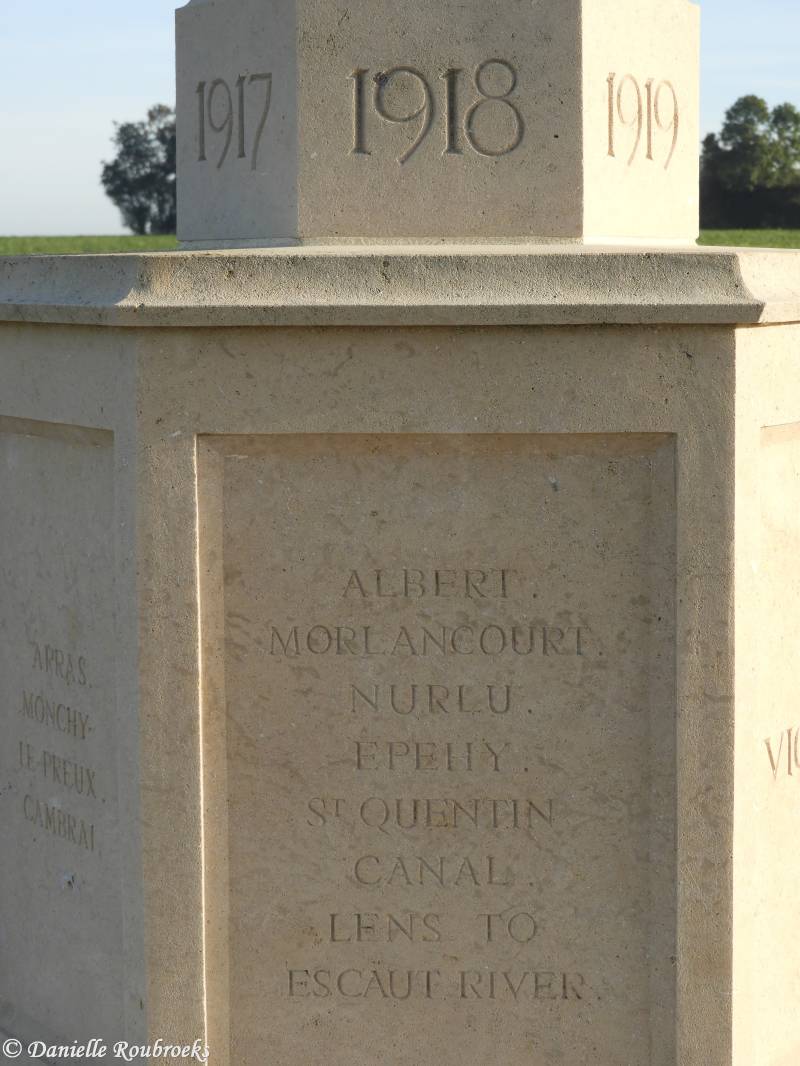 1917 1918 1919
ARRAS.
MONCHY-
LE-PREUX
CAMBRAI.
ALBERT.
MORLANCOURT.
NURLU.
EPEHY.
ST QUENTIN
CANAL.
LENS TO
ESCAUT RIVER.
© Danielle Roubroeks